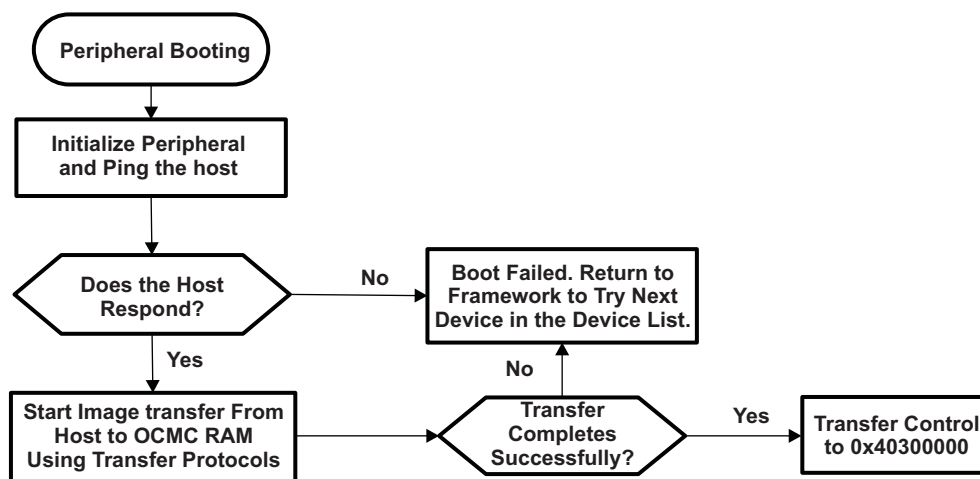 Peripheral Booting
Initialize Peripheral
and Ping the host
Does the Host
Respond?
No
Boot Failed. Return to
Framework to Try Next
Device in the Device List.
Yes
No
Start Image transfer From
Host to OCMC RAM
Using Transfer Protocols
Transfer
Completes
Successfully?
Yes
Transfer Control
to 0x40300000